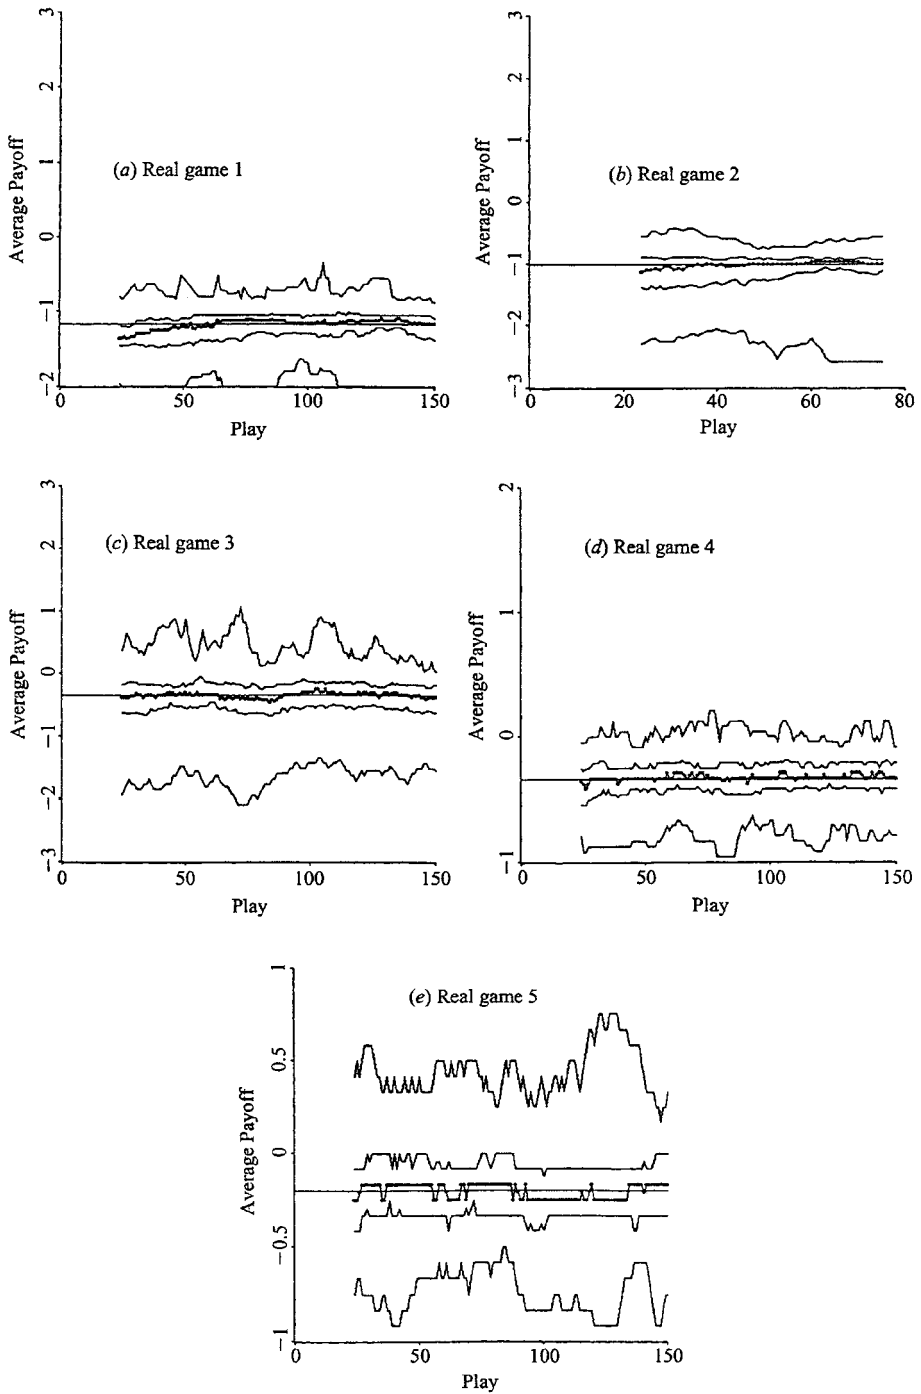 (a) Real game 1
Average Payoff
3
2
1
0
−1
−2
0 50 100 150
Play
(b) Real game 2
Average Payoff
3
2
1
0
−1
−2
−3
0 20 40 60 80
Play
(c) Real game 3
Average Payoff
3
2
1
0
−1
−2
−3
0 50 100 150
Play
(d) Real game 4
Average Payoff
2
1
0
−1
0 50 100 150
Play
(e) Real game 5
Average Payoff
1
0.5
0
−0.5
−1
0 50 100 150
Play